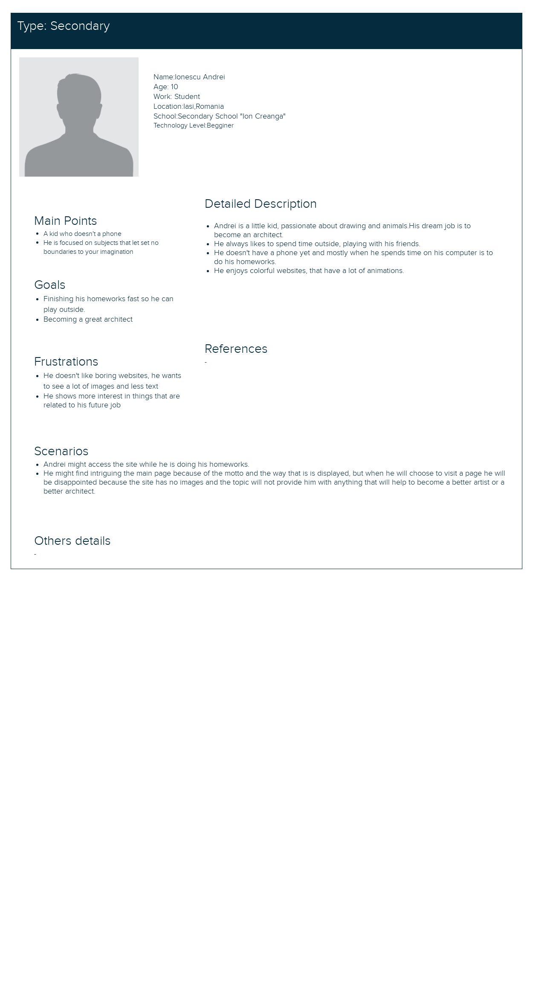 Type: Secondary
Name:Ionescu Andrei
Age: 10
Work: Student
Location:Iasi,Romania
School:Secondary School "Ion Creanga"
Technology Level:Begginer
Main Points
A kid who doesn't a phone
He is focused on subjects that let set no
boundaries to your imagination
Goals
Finishing his homeworks fast so he can
play outside.
Becoming a great architect
Frustrations
He doesn't like boring websites, he wants
to see a lot of images and less text
He shows more interest in things that are
related to his future job
Detailed Description
Andrei is a little kid, passionate about drawing and animals.His dream job is to
become an architect.
He always likes to spend time outside, playing with his friends.
He doesn't have a phone yet and mostly when he spends time on his computer is to
do his homeworks.
He enjoys colorful websites, that have a lot of animations.
References
-
Scenarios
Andrei might access the site while he is doing his homeworks.
He might find intriguing the main page because of the motto and the way that is is displayed, but when he will choose to visit a page he will
be disappointed because the site has no images and the topic will not provide him with anything that will help to become a better artist or a
better architect.
Others details
-